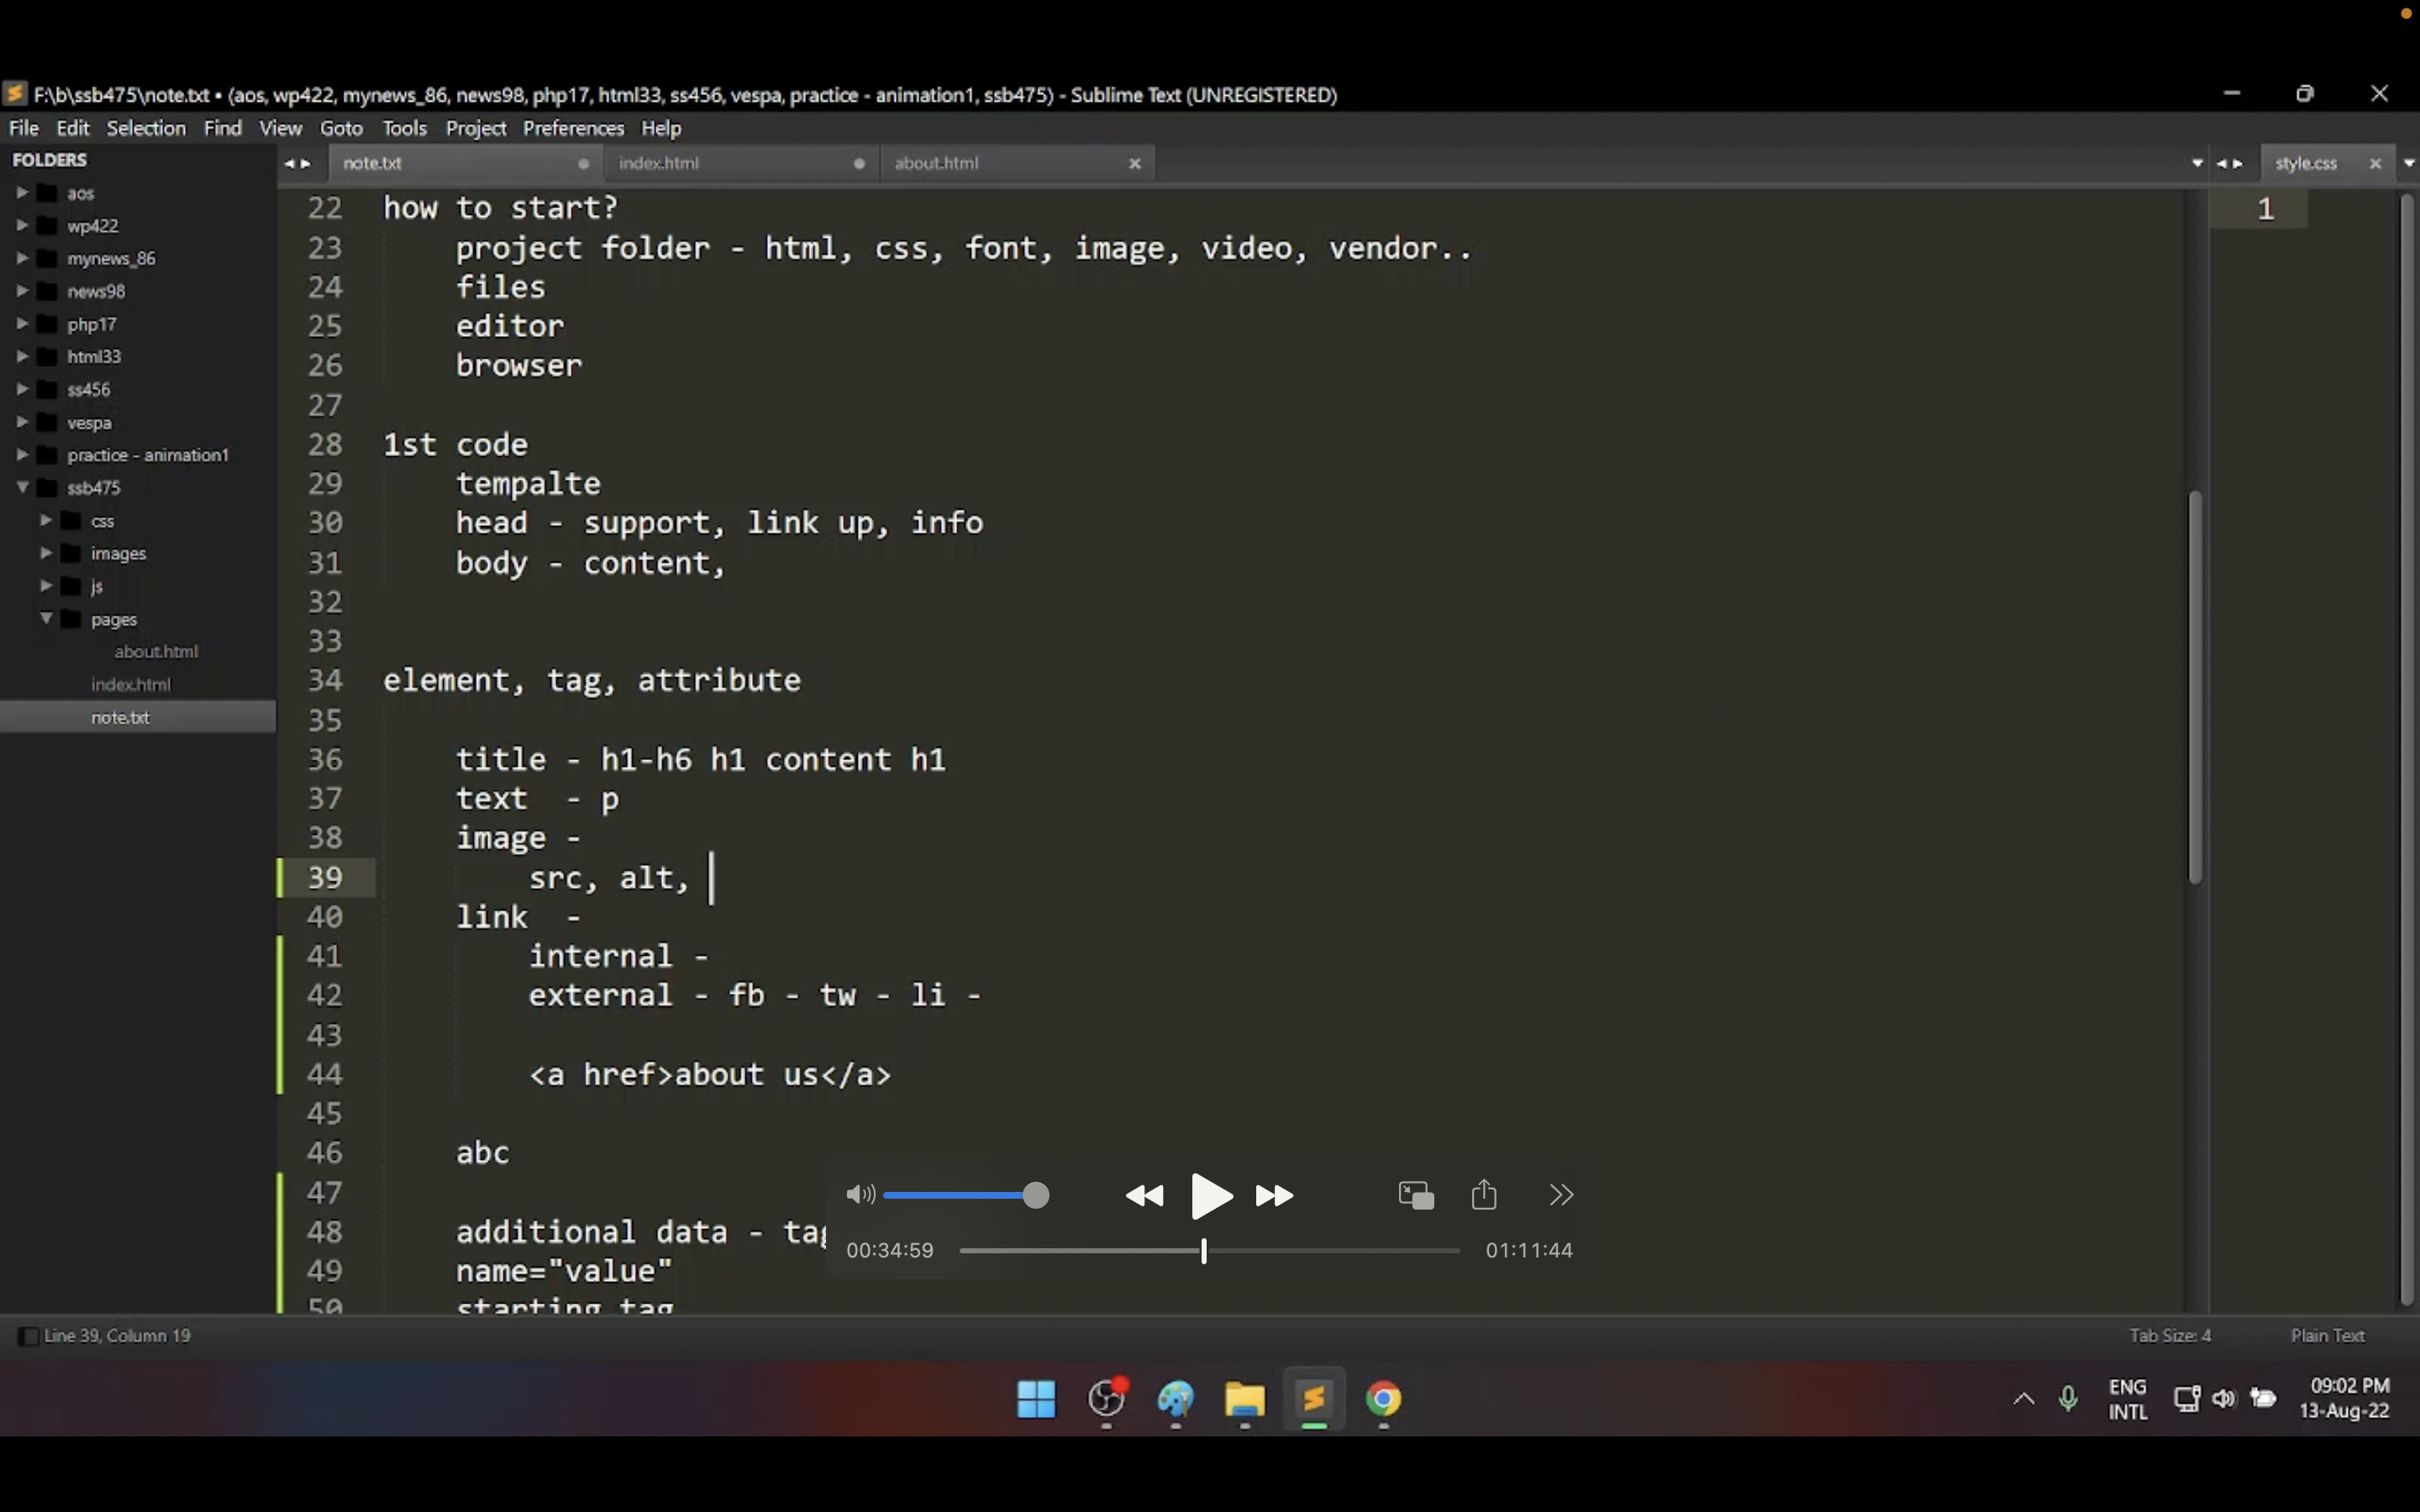 F:\b\ssb475\note.txt • (aos, wp422, mynews_86, news98, php17, html33, ss456, vespa, practice - animation1, ssb475) - Sublime Text (UNREGISTERED)
File Edit Selection Find View Goto Tools Project Preferences Help
FOLDERS
aos
wp422
mynews_86
news98
php17
html33
ss456
vespa
practice - animation1
ssb475
css
images
js
pages
about.html
index.html
note.txt
note.txt index.html about.html style.css
1
22 how to start?
23 project folder - html, css, font, image, video, vendor..
24 files
25 editor
26 browser
27
28 1st code
29 tempalte
30 head - support, link up, info
31 body - content,
32
33
34 element, tag, attribute
35
36 title - h1-h6 h1 content h1
37 text  - p
38 image -
39 src, alt,
40 link  -
41 internal -
42 external - fb - tw - li -
43
44 <a href>about us</a>
45
46 abc
47
48 additional data - tag
49 name="value"
50 starting tag
00:34:59 01:11:44
Line 39, Column 19 Tab Size: 4 Plain Text
ENG
INTL
09:02 PM
13-Aug-22